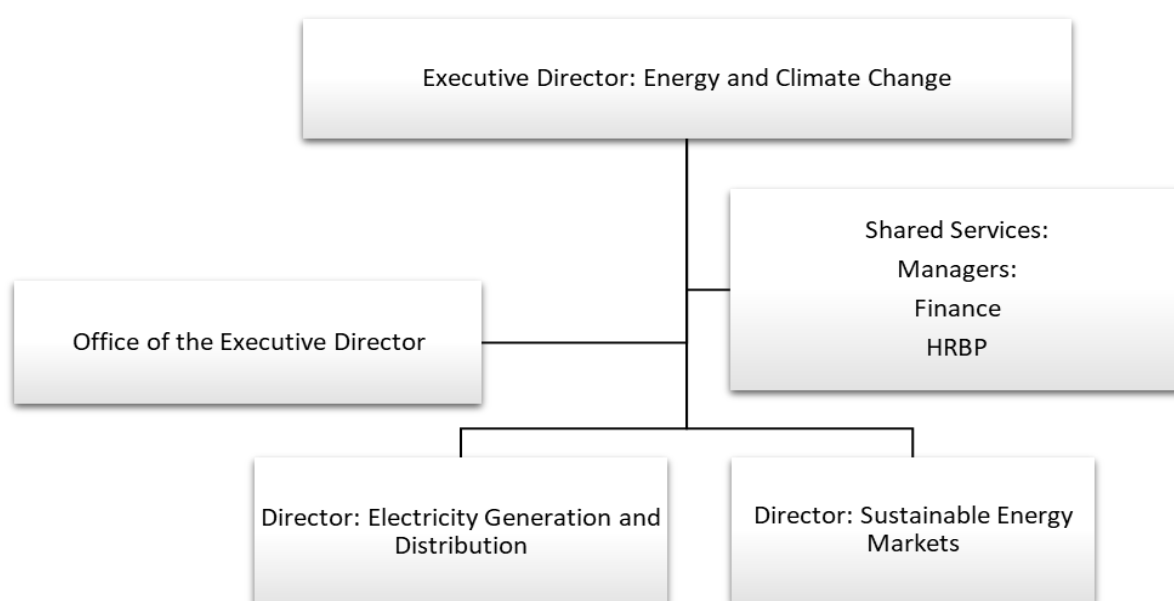 Executive Director: Energy and Climate Change
Shared Services:
Managers:
Finance
HRBP
Office of the Executive Director
Director: Electricity Generation and
Distribution
Director: Sustainable Energy
Markets